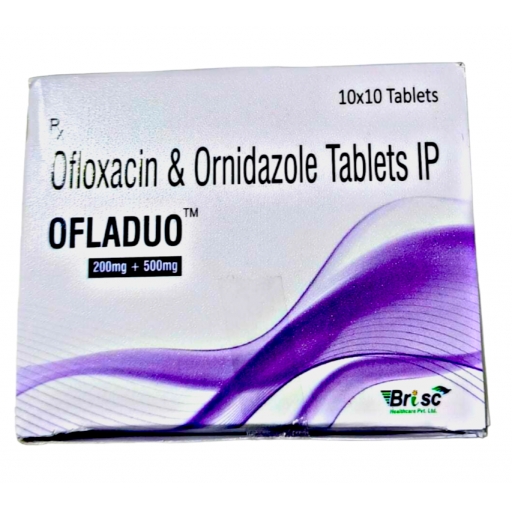 10x10 Tablets
Rx
Ofloxacin & Ornidazole Tablets IP
OFLADUO™
200mg + 500mg
Brisc
Healthcare Pvt. Ltd.